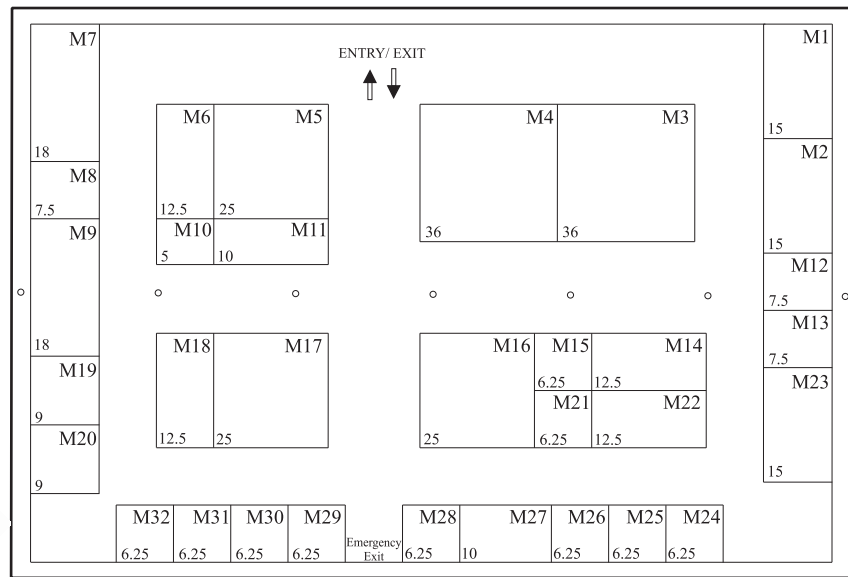 M7
M1
ENTRY/ EXIT
M6 M5 M4 M3
15
18
M8
M2
12.5 25
7.5
M9
M10 M11
36 36
5 10
15
M12
7.5
M13
18
M18 M17 M16 M15 M14
7.5
M19
M23
6.25 12.5
M21 M22
9
M20
12.5 25 25 6.25 12.5
15
9
M32 M31 M30 M29 M28 M27 M26 M25 M24
Emergency
Exit
6.25 6.25 6.25 6.25 6.25 10 6.25 6.25 6.25